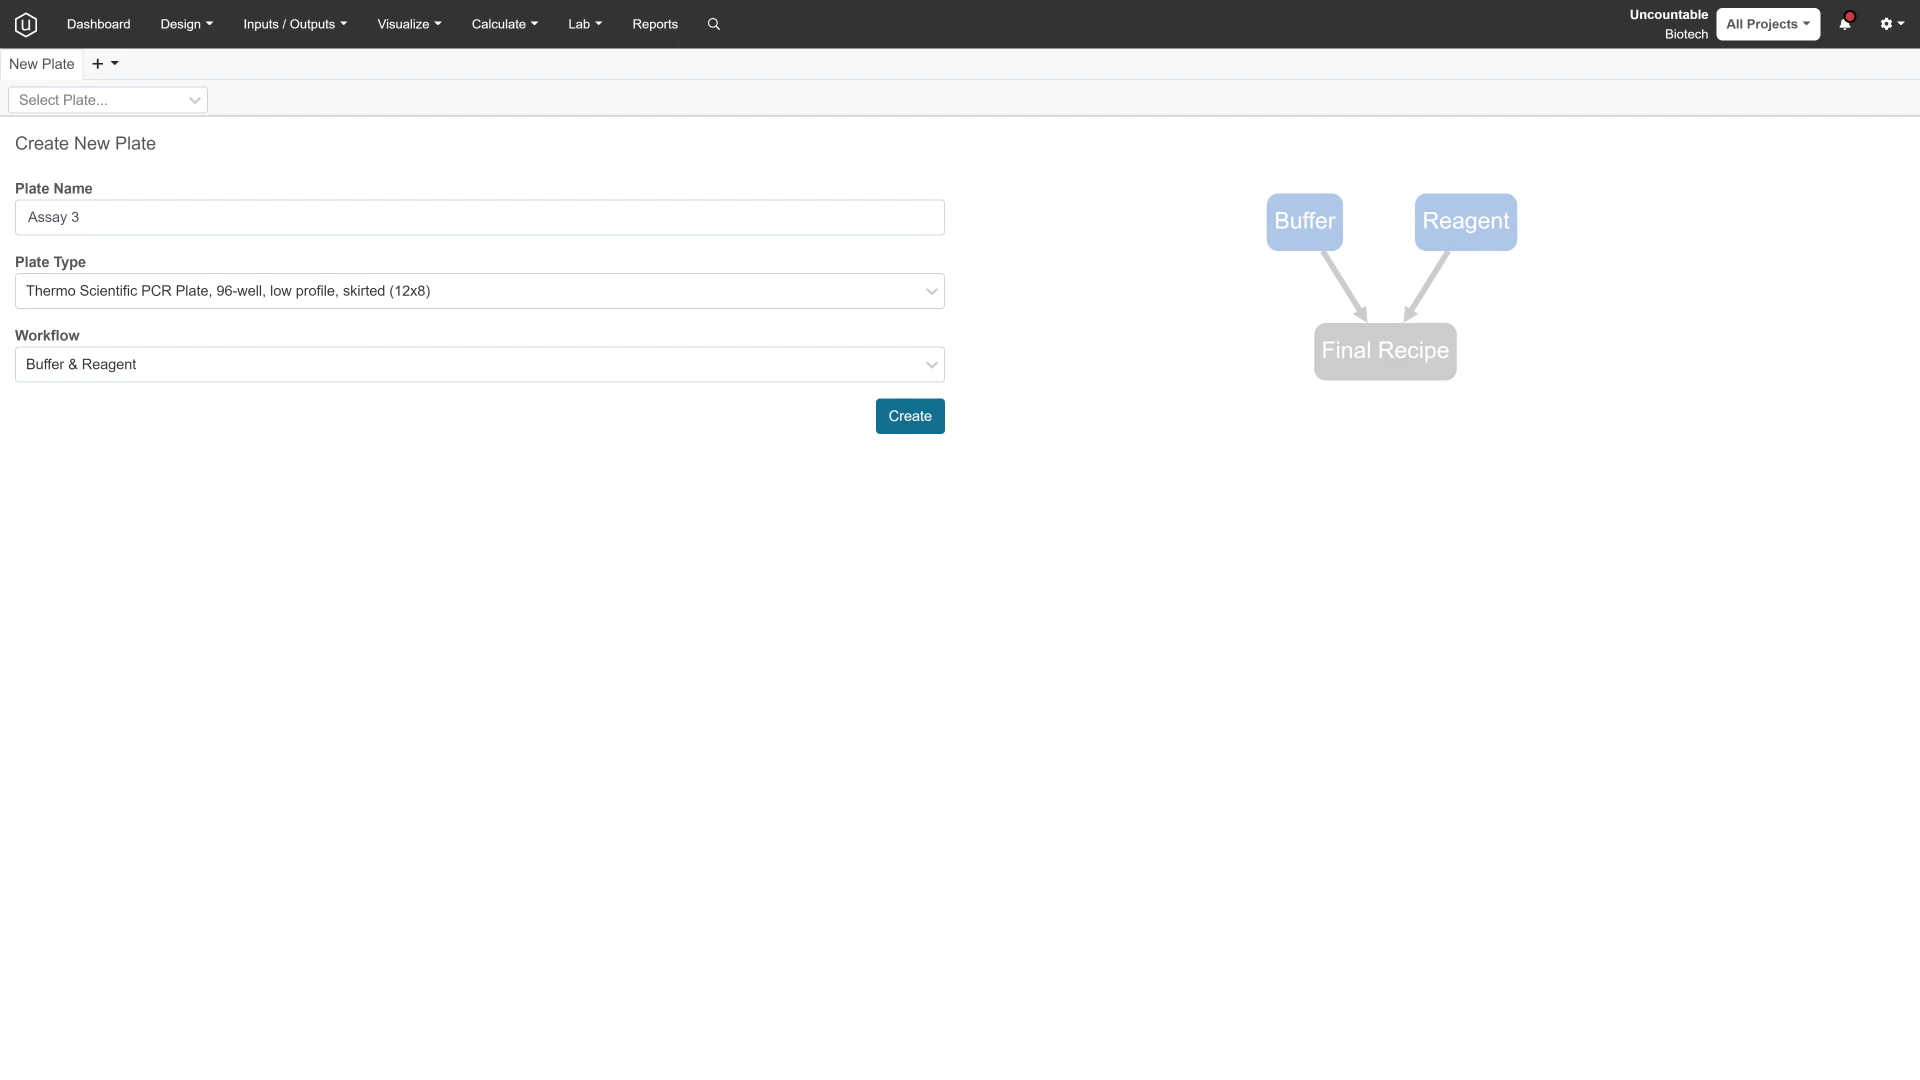 Dashboard Design Inputs / Outputs Visualize Calculate Lab Reports
Uncountable
Biotech
All Projects
New Plate
Select Plate...
Create New Plate
Plate Name
Assay 3
Plate Type
Thermo Scientific PCR Plate, 96-well, low profile, skirted (12x8)
Workflow
Buffer & Reagent
Create
Buffer Reagent
Final Recipe